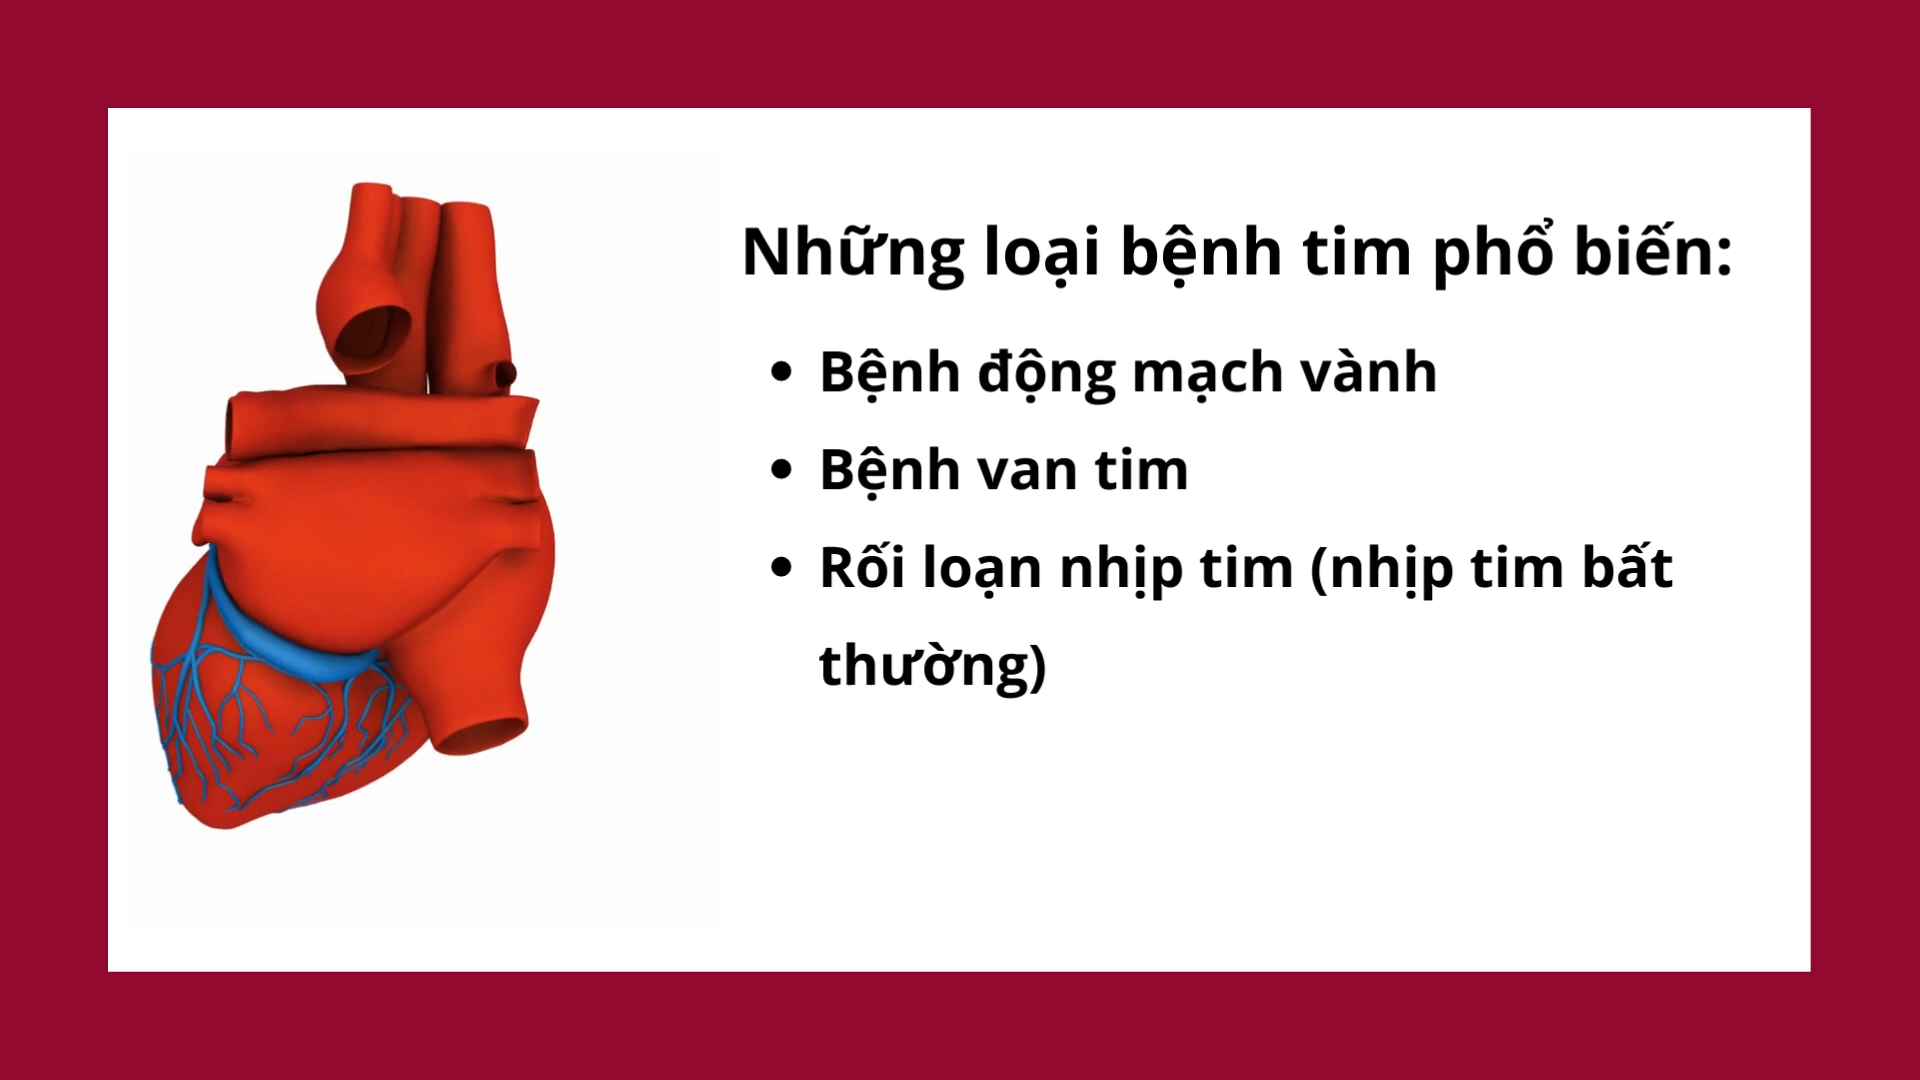 Những loại bệnh tim phổ biến:
• Bệnh động mạch vành
• Bệnh van tim
• Rối loạn nhịp tim (nhịp tim bất
thường)